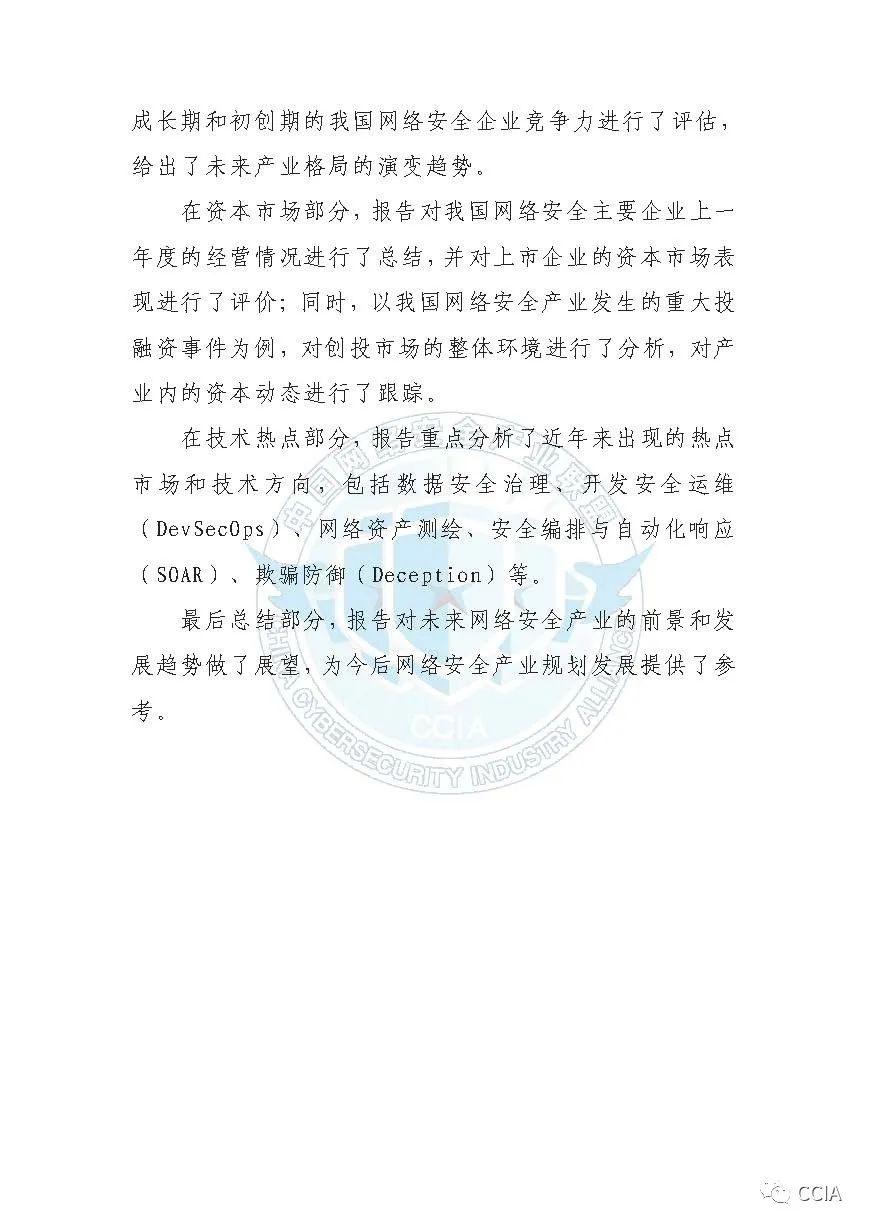 成长期和初创期的我国网络安全企业竞争力进行了评估，
给出了未来产业格局的演变趋势。
在资本市场部分，报告对我国网络安全主要企业上一
年度的经营情况进行了总结，并对上市企业的资本市场表
现进行了评价；同时，以我国网络安全产业发生的重大投
融资事件为例，对创投市场的整体环境进行了分析，对产
业内的资本动态进行了跟踪。
在技术热点部分，报告重点分析了近年来出现的热点
市场和技术方向，包括数据安全治理、开发安全运维
（DevSecOps）、网络资产测绘、安全编排与自动化响应
（SOAR）、欺骗防御（Deception）等。
最后总结部分，报告对未来网络安全产业的前景和发
展趋势做了展望，为今后网络安全产业规划发展提供了参
考。
中国网络安全产业联盟
CCIA
CHINA CYBERSECURITY INDUSTRY ALLIANCE
CCIA